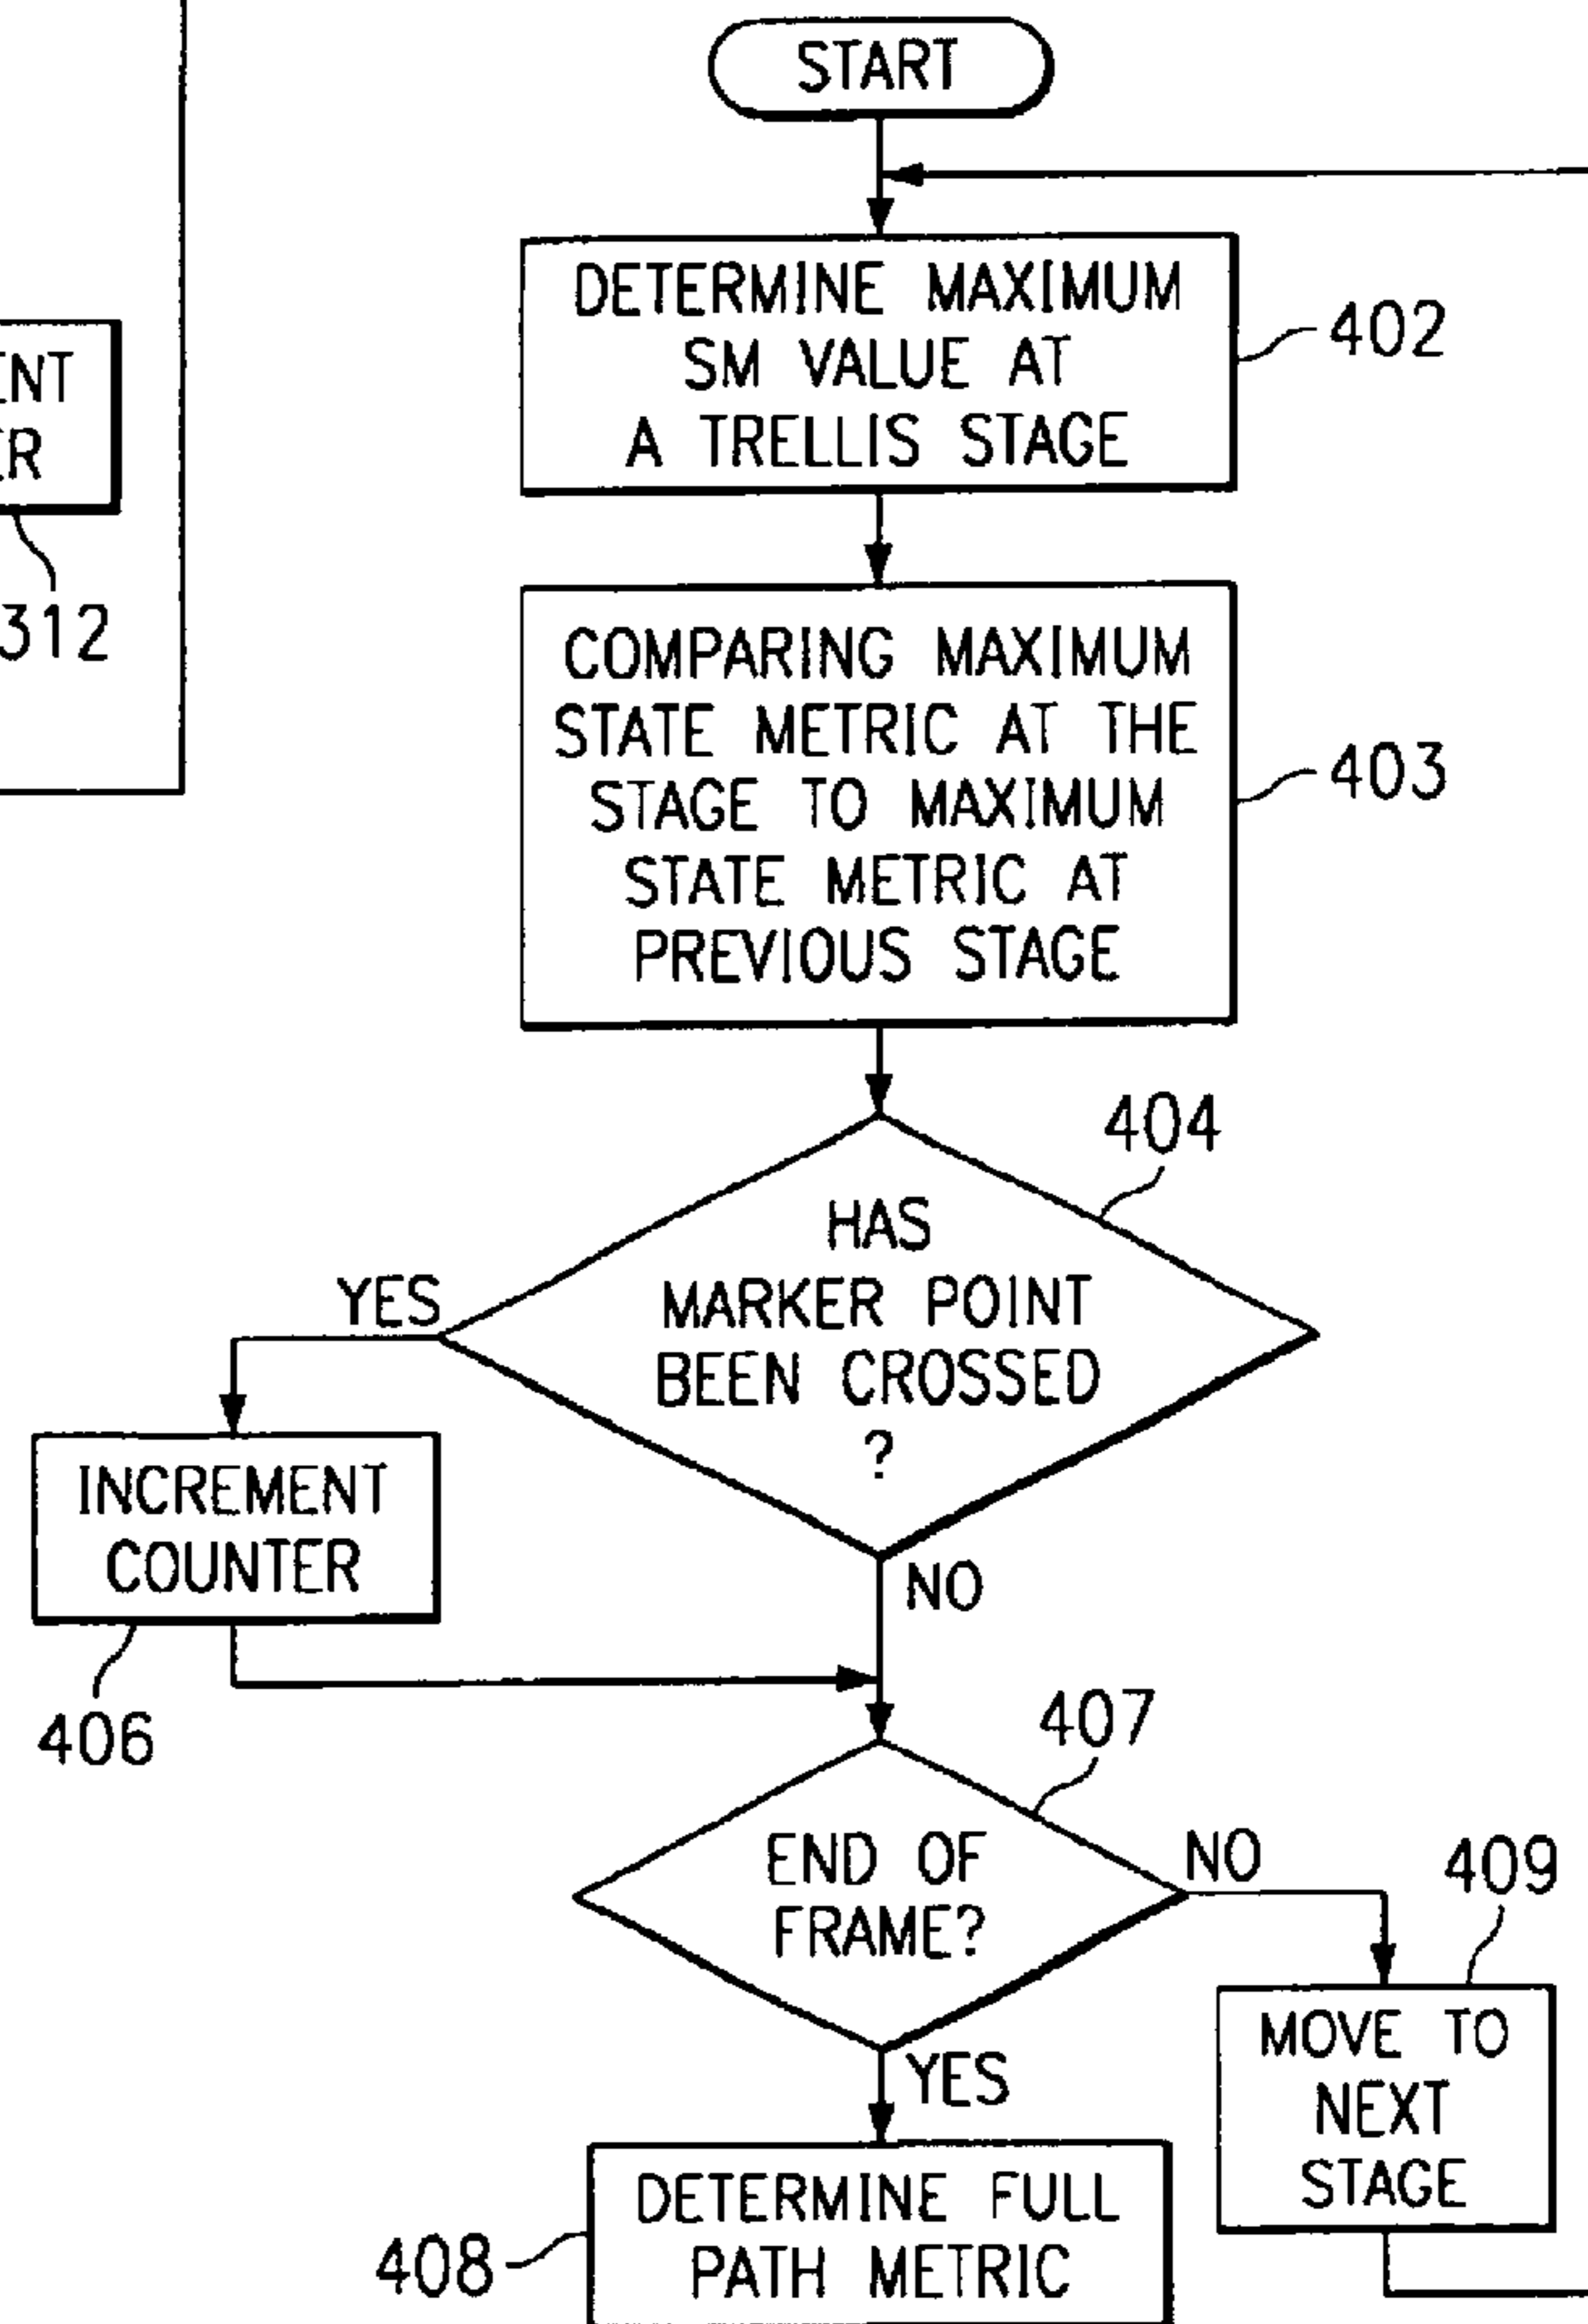 START
DETERMINE MAXIMUM
SM VALUE AT
A TRELLIS STAGE
402
312
COMPARING MAXIMUM
STATE METRIC AT THE
STAGE TO MAXIMUM
STATE METRIC AT
PREVIOUS STAGE
403
404
HAS
MARKER POINT
BEEN CROSSED
?
YES
INCREMENT
COUNTER
406
NO
407
END OF
FRAME?
NO
409
MOVE TO
NEXT
STAGE
YES
DETERMINE FULL
PATH METRIC
408